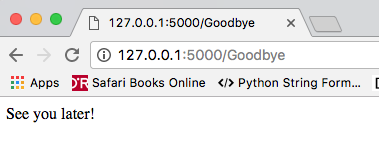 127.0.0.1:5000/Goodbye
127.0.0.1:5000/Goodbye
Apps Safari Books Online </> Python String Form...
See you later!